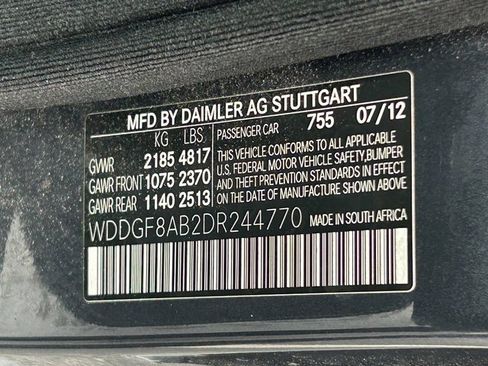 MFD BY DAIMLER AG STUTTGART
KG LBS PASSENGER CAR 755 07/12
GVWR 2185 4817
GAWR FRONT 1075 2370
GAWR REAR 1140 2513
THIS VEHICLE CONFORMS TO ALL APPLICABLE
U.S. FEDERAL MOTOR VEHICLE SAFETY, BUMPER
AND THEFT PREVENTION STANDARDS IN EFFECT
ON THE DATE OF MANUFACTURE SHOWN ABOVE.
WDDGF8AB2DR244770 MADE IN SOUTH AFRICA